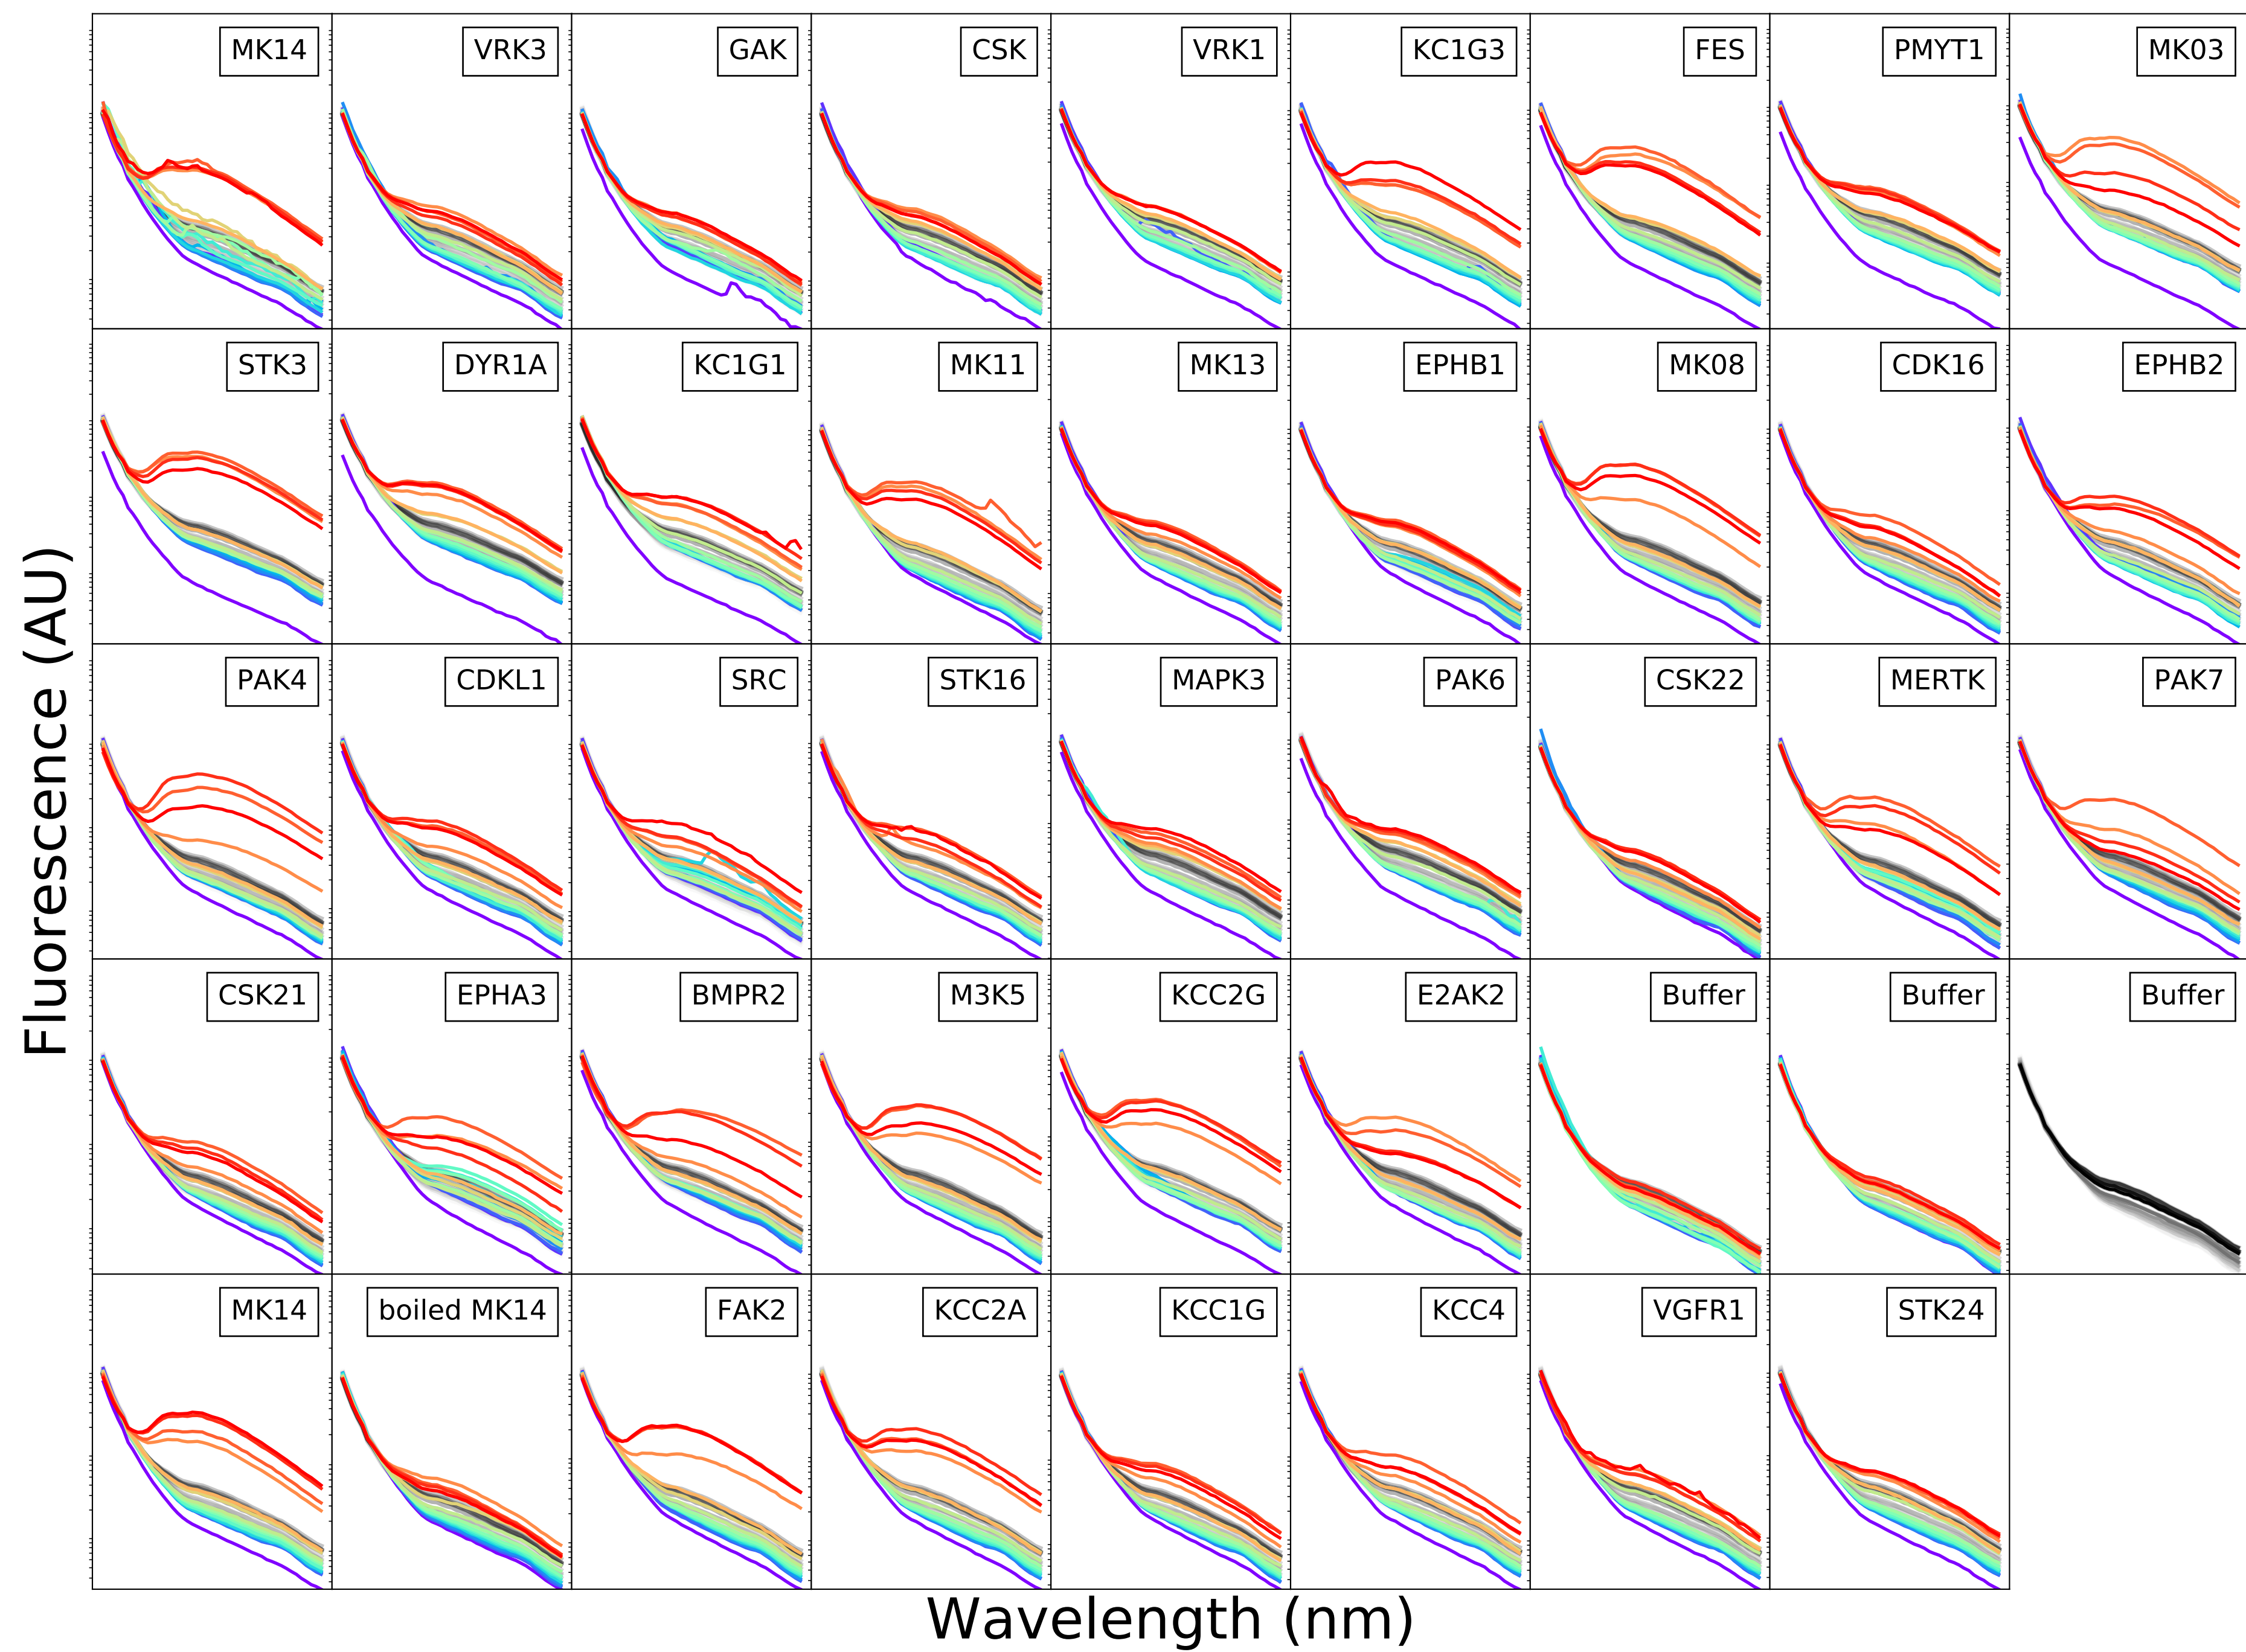 MK14 VRK3 GAK CSK VRK1 KC1G3 FES PMYT1 MK03
STK3 DYR1A KC1G1 MK11 MK13 EPHB1 MK08 CDK16 EPHB2
PAK4 CDKL1 SRC STK16 MAPK3 PAK6 CSK22 MERTK PAK7
CSK21 EPHA3 BMPR2 M3K5 KCC2G E2AK2 Buffer Buffer Buffer
MK14 boiled MK14 FAK2 KCC2A KCC1G KCC4 VGFR1 STK24
Fluorescence (AU)
Wavelength (nm)